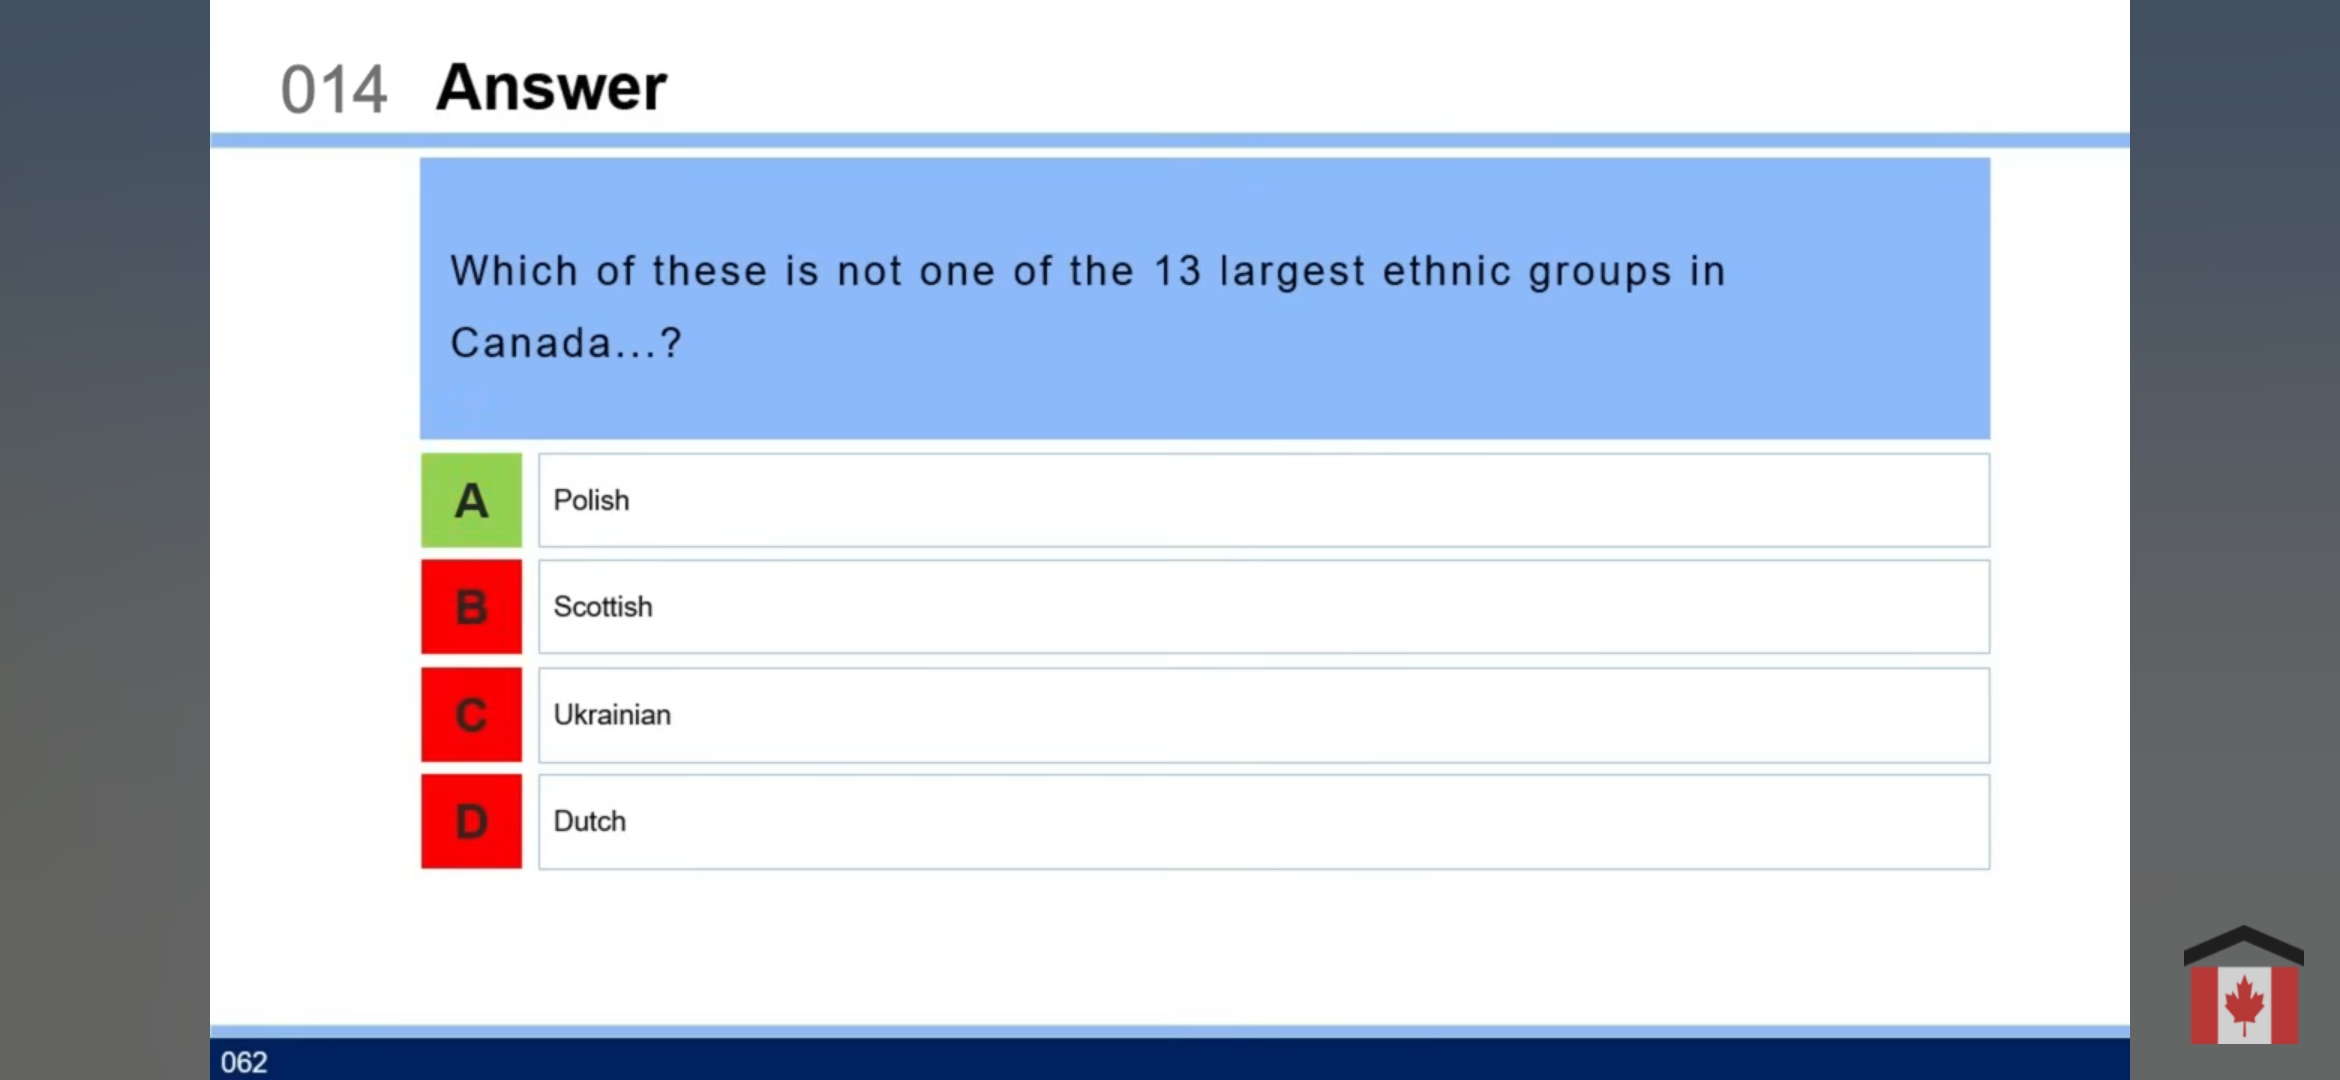 014 Answer
Which of these is not one of the 13 largest ethnic groups in
Canada...?
A Polish
B Scottish
C Ukrainian
D Dutch
062